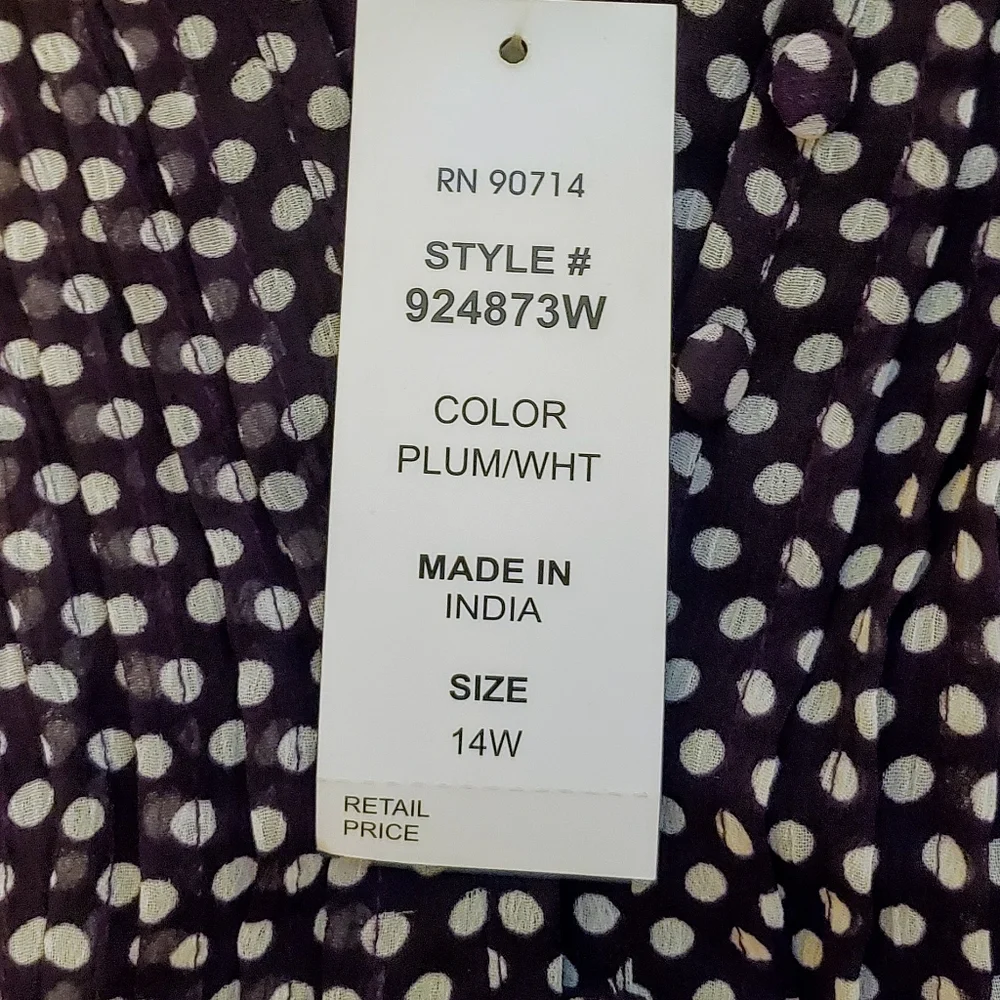 RN 90714
STYLE #
924873W
COLOR
PLUM/WHT
MADE IN
INDIA
SIZE
14W
RETAIL
PRICE